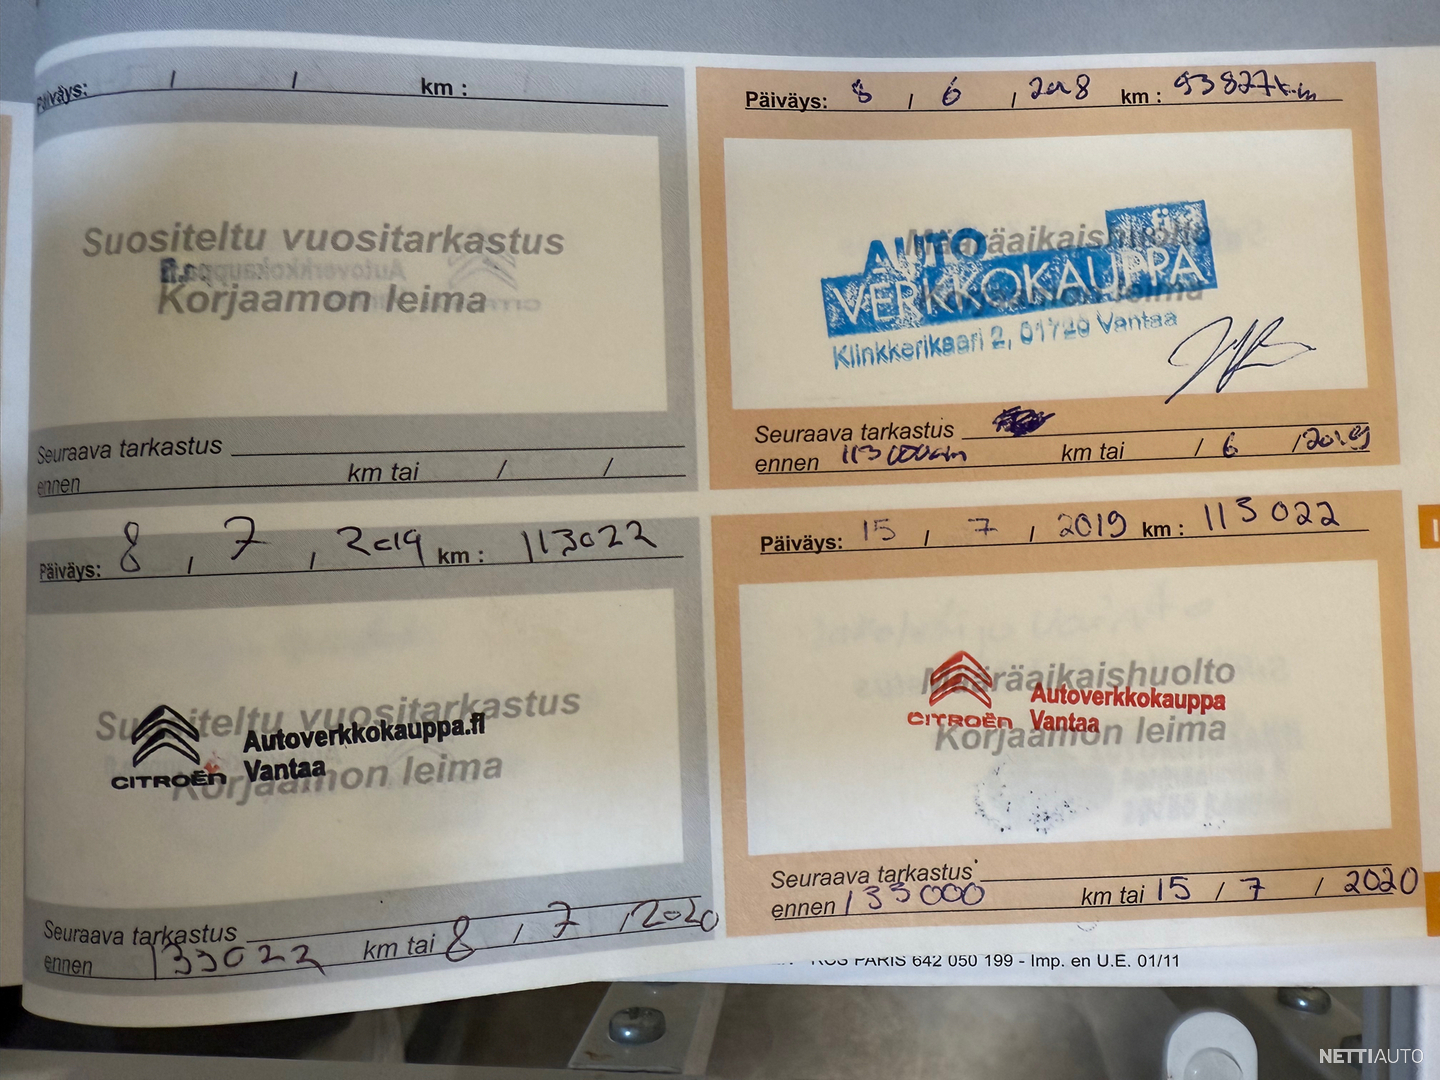 Päiväys: / / km :
Suositeltu vuositarkastus
Korjaamon leima
Seuraava tarkastus
ennen km tai / /
Päiväys: 8 / 6 / 2018 km : 93827km
Määräaikaishuolto
Korjaamon leima
AUTO
VERKKOKAUPPA
Klinkkerikaari 2, 01720 Vantaa
Seuraava tarkastus
ennen 113000km km tai / 6 / 2019
Päiväys: 8 / 7 / 2019 km : 113022
Suositeltu vuositarkastus
Korjaamon leima
CITROËN
Autoverkkokauppa.fi
Vantaa
Seuraava tarkastus
ennen 133022 km tai 8 / 7 / 2020
Päiväys: 15 / 7 / 2019 km : 113022
Määräaikaishuolto
Korjaamon leima
CITROËN
Autoverkkokauppa
Vantaa
Seuraava tarkastus
ennen 133000 km tai 15 / 7 / 2020
RCS PARIS 642 050 199 - Imp. en U.E. 01/11
NETTIAUTO